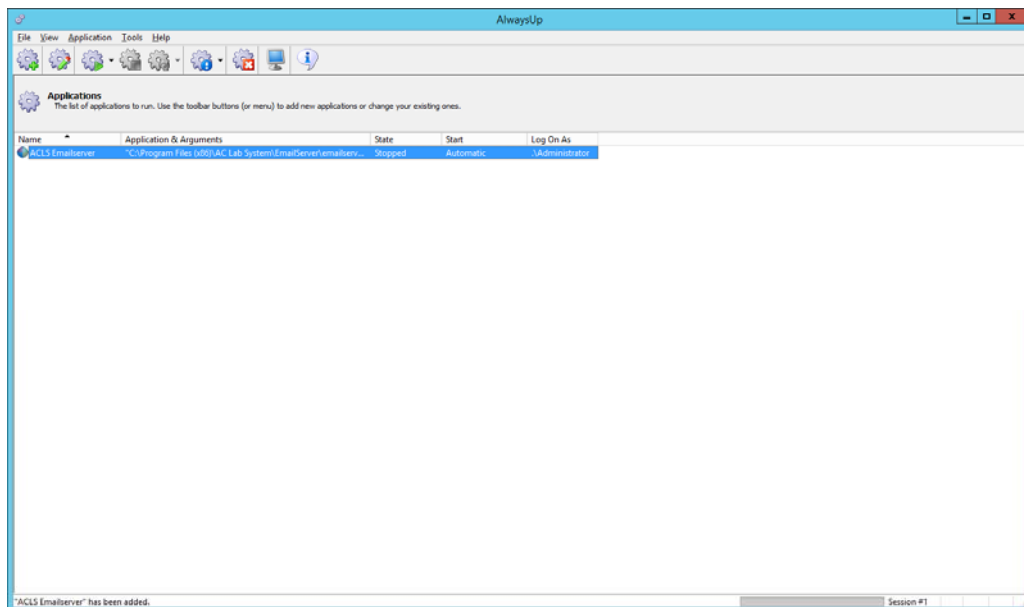 AlwaysUp
File View Application Tools Help
Applications
The list of applications to run. Use the toolbar buttons (or menu) to add new applications or change your existing ones.
Name Application & Arguments State Start Log On As
ACLS Emailserver "C:\Program Files (x86)\AC Lab System\EmailServer\emailserv... Stopped Automatic .\Administrator
"ACLS Emailserver" has been added. Session #1